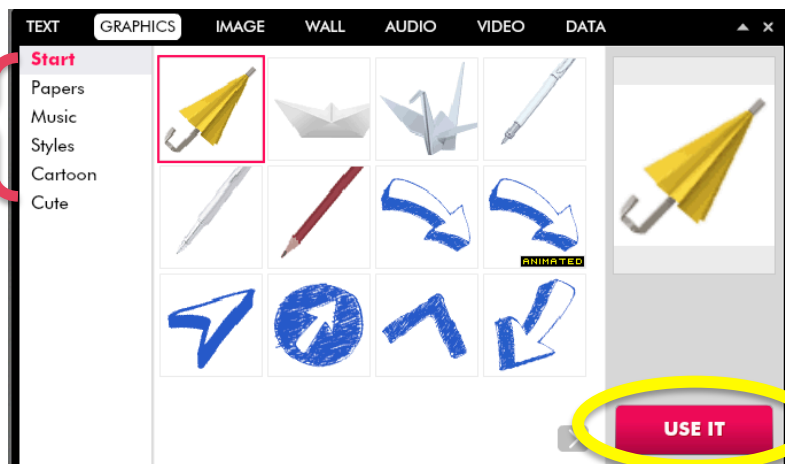 TEXT GRAPHICS IMAGE WALL AUDIO VIDEO DATA
Start
Papers
Music
Styles
Cartoon
Cute
ANIMATED
USE IT